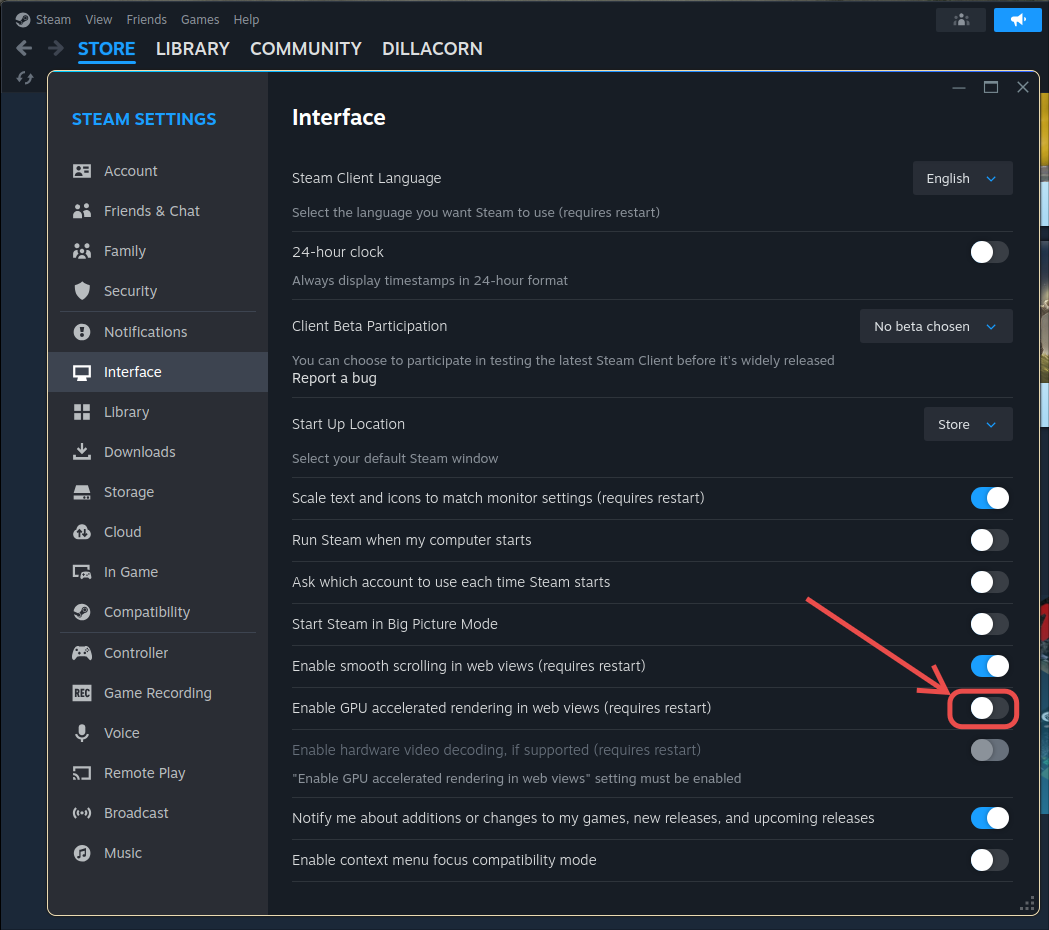 Steam View Friends Games Help
STORE LIBRARY COMMUNITY DILLACORN
STEAM SETTINGS
Account
Friends & Chat
Family
Security
Notifications
Interface
Library
Downloads
Storage
Cloud
In Game
Compatibility
Controller
REC Game Recording
Voice
Remote Play
Broadcast
Music
Interface
Steam Client Language English
Select the language you want Steam to use (requires restart)
24-hour clock
Always display timestamps in 24-hour format
Client Beta Participation No beta chosen
You can choose to participate in testing the latest Steam Client before it's widely released
Report a bug
Start Up Location Store
Select your default Steam window
Scale text and icons to match monitor settings (requires restart)
Run Steam when my computer starts
Ask which account to use each time Steam starts
Start Steam in Big Picture Mode
Enable smooth scrolling in web views (requires restart)
Enable GPU accelerated rendering in web views (requires restart)
Enable hardware video decoding, if supported (requires restart)
"Enable GPU accelerated rendering in web views" setting must be enabled
Notify me about additions or changes to my games, new releases, and upcoming releases
Enable context menu focus compatibility mode